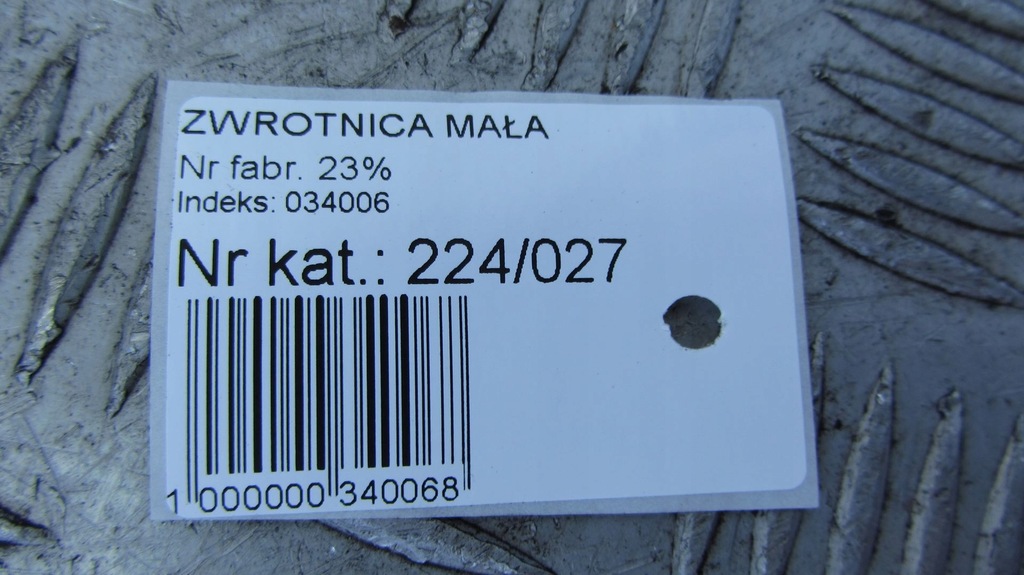 ZWROTNICA MAŁA
Nr fabr. 23%
Indeks: 034006
Nr kat.: 224/027
1 000000 340068